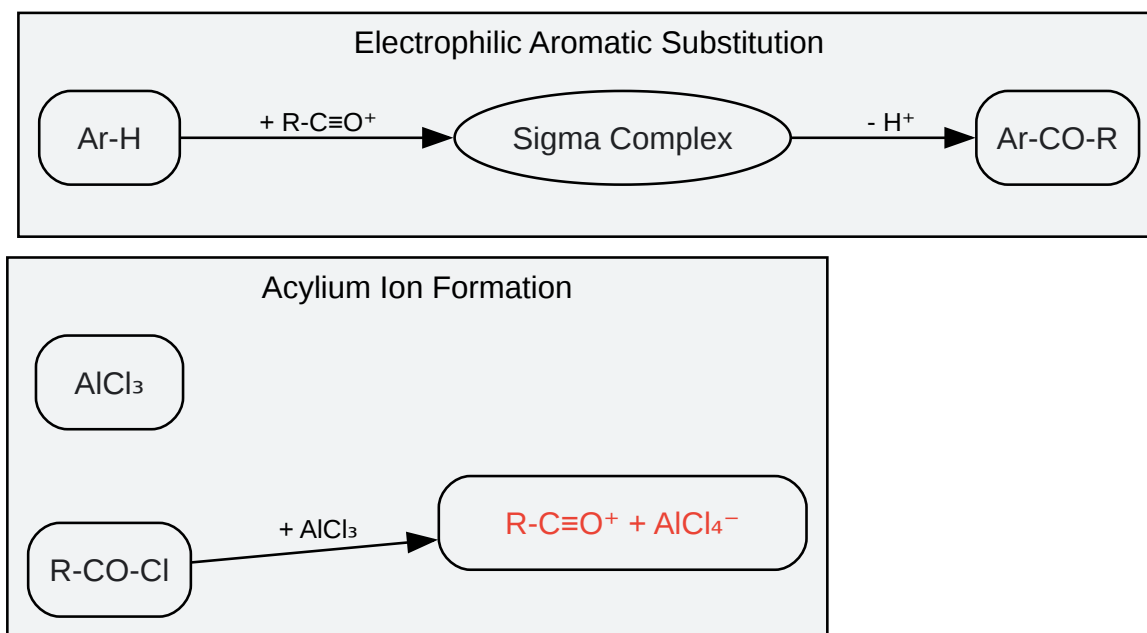 Electrophilic Aromatic Substitution
Ar-H
+ R-C≡O⁺
Sigma Complex
- H⁺
Ar-CO-R
Acylium Ion Formation
AlCl₃
R-CO-Cl
+ AlCl₃
R-C≡O⁺ + AlCl₄⁻